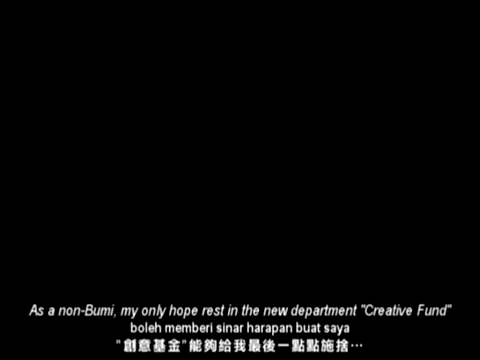 As a non-Bumi, my only hope rest in the new department "Creative Fund"
boleh memberi sinar harapan buat saya
"創意基金"能夠給我最後一點點施捨…